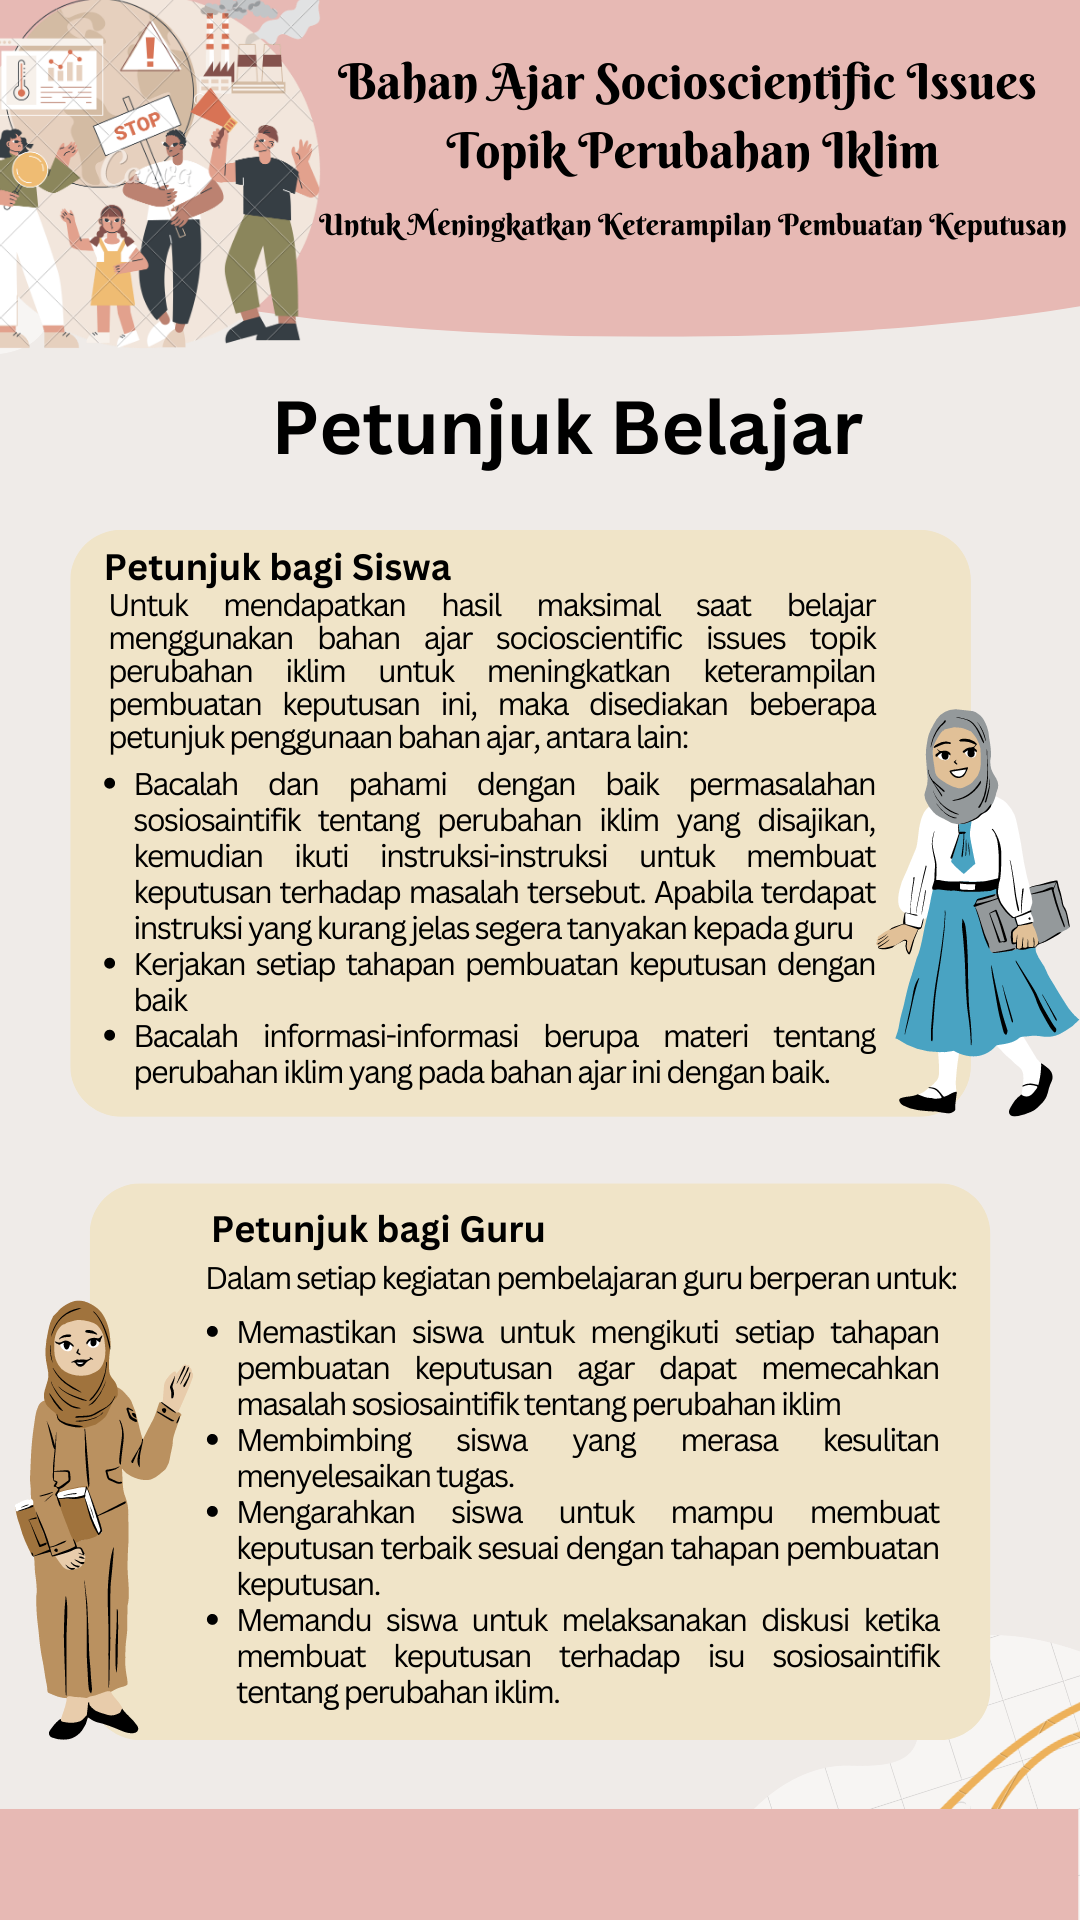 STOP
Canva
Bahan Ajar Socioscientific Issues
Topik Perubahan Iklim
Untuk Meningkatkan Keterampilan Pembuatan Keputusan
Petunjuk Belajar
Petunjuk bagi Siswa
Untuk mendapatkan hasil maksimal saat belajar
menggunakan bahan ajar socioscientific issues topik
perubahan iklim untuk meningkatkan keterampilan
pembuatan keputusan ini, maka disediakan beberapa
petunjuk penggunaan bahan ajar, antara lain:
• Bacalah dan pahami dengan baik permasalahan
sosiosaintifik tentang perubahan iklim yang disajikan,
kemudian ikuti instruksi-instruksi untuk membuat
keputusan terhadap masalah tersebut. Apabila terdapat
instruksi yang kurang jelas segera tanyakan kepada guru
• Kerjakan setiap tahapan pembuatan keputusan dengan
baik
• Bacalah informasi-informasi berupa materi tentang
perubahan iklim yang pada bahan ajar ini dengan baik.
Petunjuk bagi Guru
Dalam setiap kegiatan pembelajaran guru berperan untuk:
• Memastikan siswa untuk mengikuti setiap tahapan
pembuatan keputusan agar dapat memecahkan
masalah sosiosaintifik tentang perubahan iklim
• Membimbing siswa yang merasa kesulitan
menyelesaikan tugas.
• Mengarahkan siswa untuk mampu membuat
keputusan terbaik sesuai dengan tahapan pembuatan
keputusan.
• Memandu siswa untuk melaksanakan diskusi ketika
membuat keputusan terhadap isu sosiosaintifik
tentang perubahan iklim.